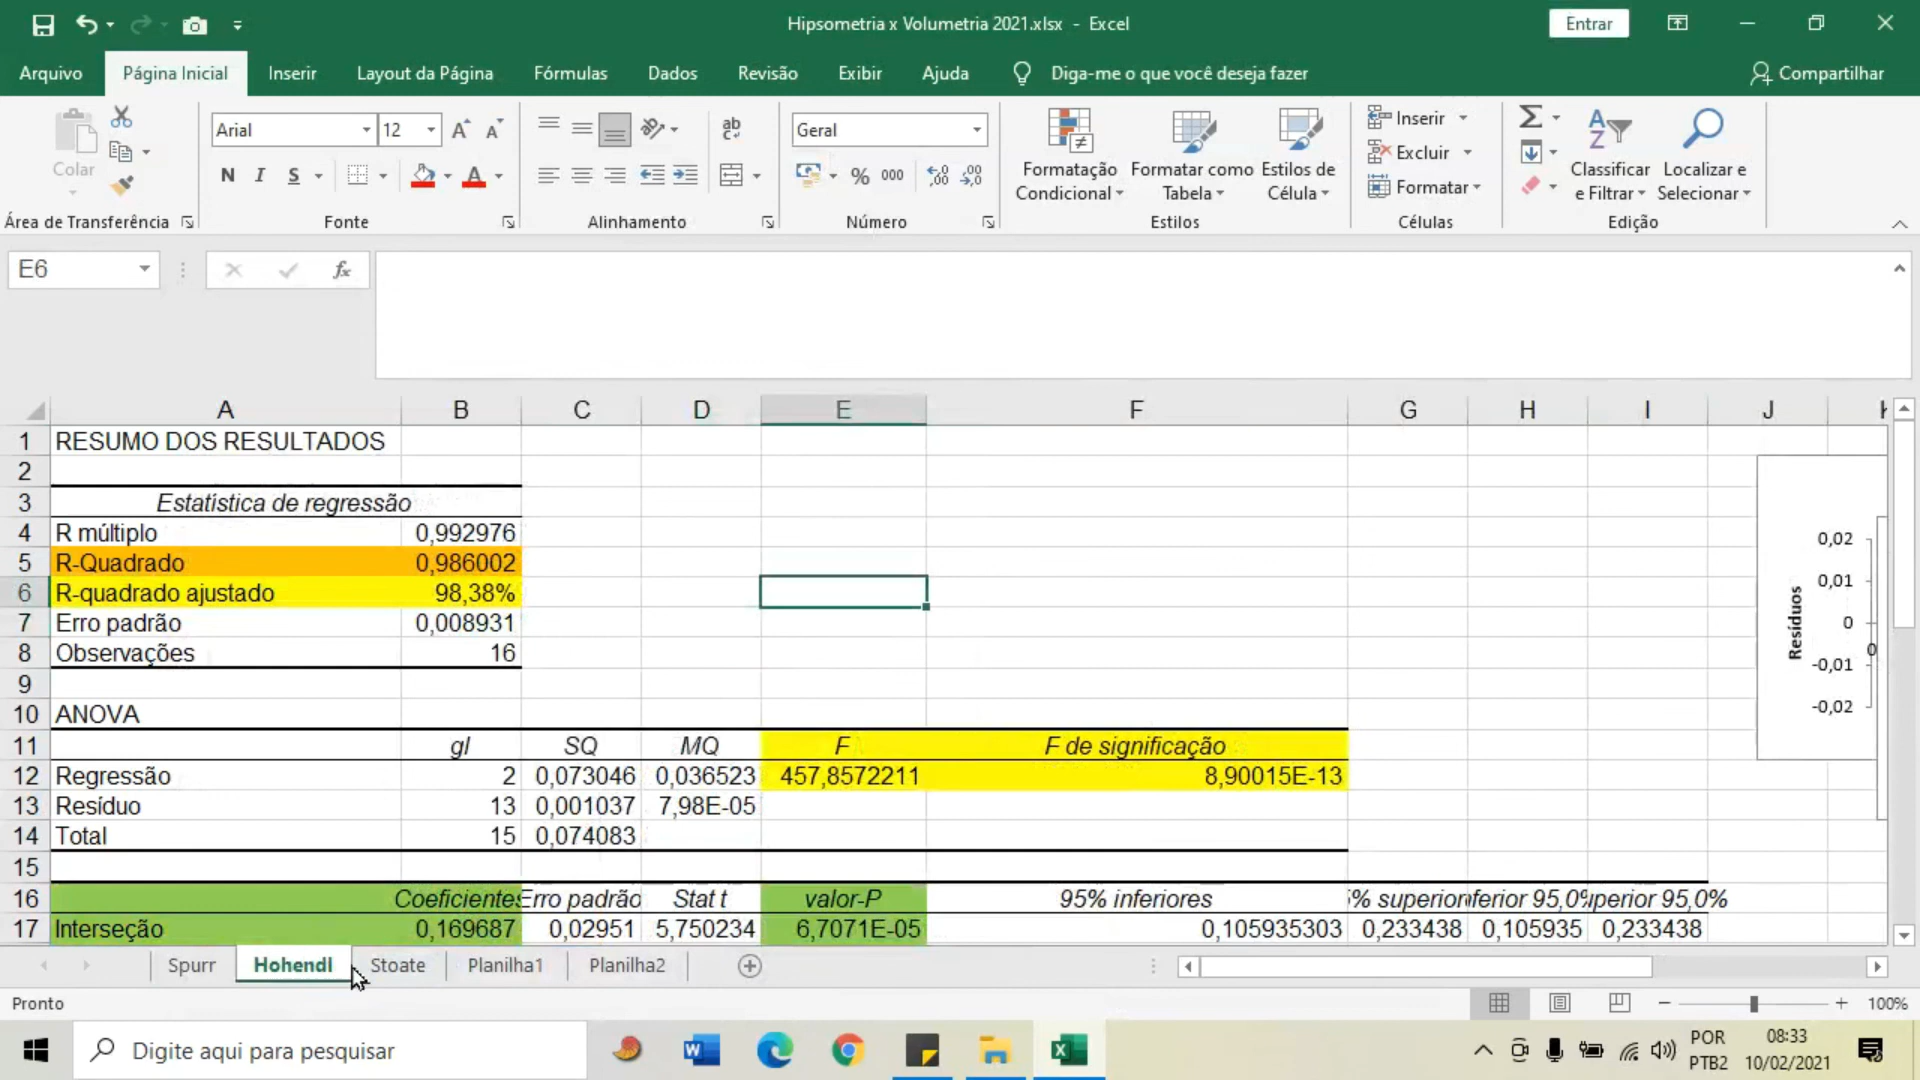 Hipsometria x Volumetria 2021.xlsx - Excel
Entrar
Arquivo Página Inicial Inserir Layout da Página Fórmulas Dados Revisão Exibir Ajuda Diga-me o que você deseja fazer Compartilhar
Colar
Área de Transferência
Arial 12
N I S
Fonte
ab
Alinhamento
Geral
% 000
Número
Formatação Condicional
Formatar como Tabela
Estilos de Célula
Estilos
Inserir
Excluir
Formatar
Células
Classificar e Filtrar
Localizar e Selecionar
Edição
E6 fx
A B C D E F G H I J
1 RESUMO DOS RESULTADOS
2
3 Estatística de regressão
4 R múltiplo 0,992976
5 R-Quadrado 0,986002
6 R-quadrado ajustado 98,38%
7 Erro padrão 0,008931
8 Observações 16
9
10 ANOVA
11 gl SQ MQ F F de significação
12 Regressão 2 0,073046 0,036523 457,8572211 8,90015E-13
13 Resíduo 13 0,001037 7,98E-05
14 Total 15 0,074083
15
16 Coeficientes Erro padrão Stat t valor-P 95% inferiores % superior ferior 95,0% perior 95,0%
17 Interseção 0,169687 0,02951 5,750234 6,7071E-05 0,105935303 0,233438 0,105935 0,233438
Resíduos
0,02
0,01
0
-0,01
-0,02
0
Spurr Hohendl Stoate Planilha1 Planilha2
Pronto 100%
Digite aqui para pesquisar
POR
PTB2
08:33
10/02/2021